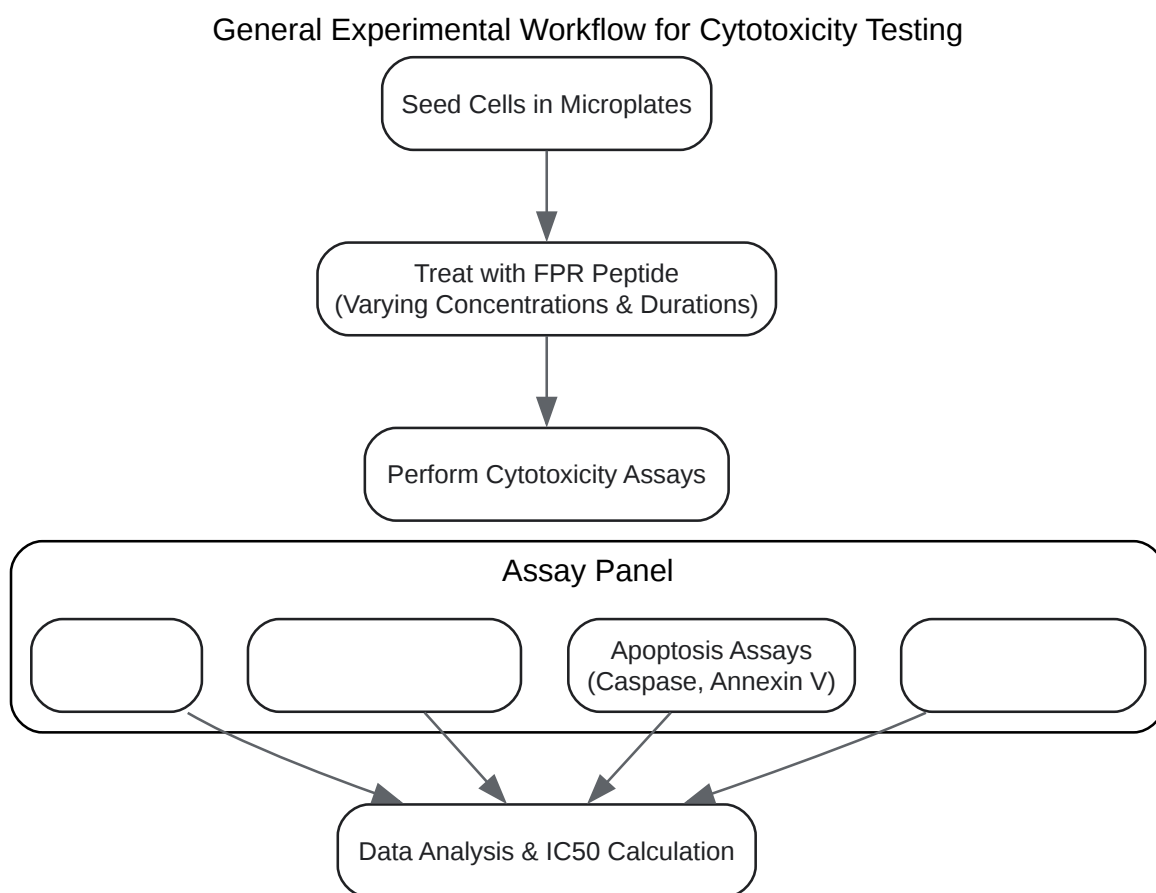 General Experimental Workflow for Cytotoxicity Testing
Seed Cells in Microplates
Treat with FPR Peptide
(Varying Concentrations & Durations)
Perform Cytotoxicity Assays
Assay Panel
Apoptosis Assays
(Caspase, Annexin V)
Data Analysis & IC50 Calculation